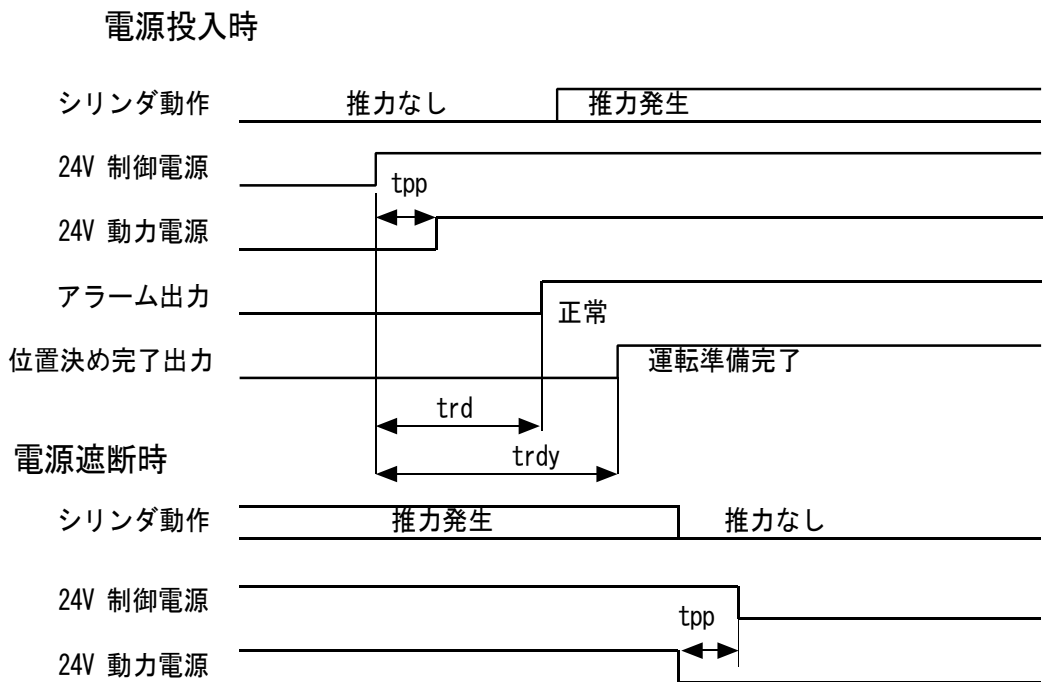 電源投入時
シリンダ動作 推力なし 推力発生
24V 制御電源
tpp
24V 動力電源
アラーム出力
正常
位置決め完了出力 運転準備完了
trd
trdy
電源遮断時
シリンダ動作 推力発生 推力なし
24V 制御電源
tpp
24V 動力電源